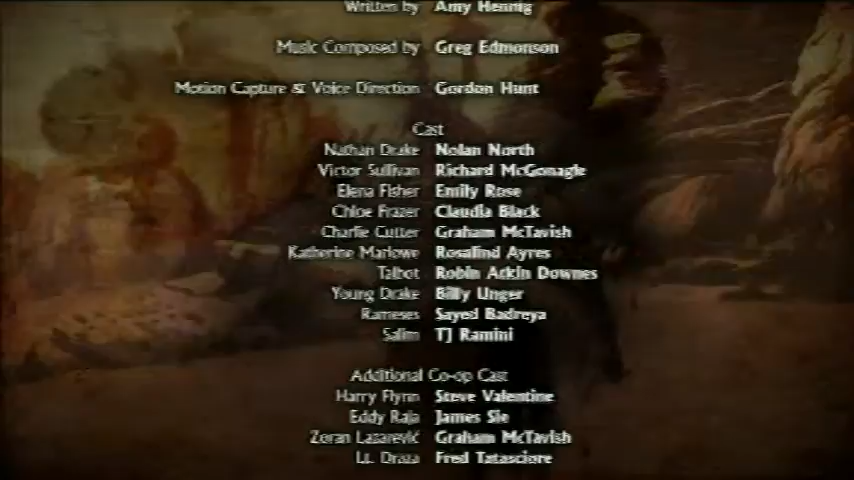 Written by Amy Hennig
Music Composed by Greg Edmonson
Motion Capture & Voice Direction Gordon Hunt
Cast
Nathan Drake Nolan North
Victor Sullivan Richard McGonagle
Elena Fisher Emily Rose
Chloe Frazer Claudia Black
Charlie Cutter Graham McTavish
Katherine Marlowe Rosalind Ayres
Talbot Robin Atkin Downes
Young Drake Billy Unger
Rameses Sayed Badreya
Salim TJ Ramini
Additional Co-op Cast
Harry Flynn Steve Valentine
Eddy Raja James Sie
Zoran Lazarević Graham McTavish
Lt. Draza Fred Tatasciore